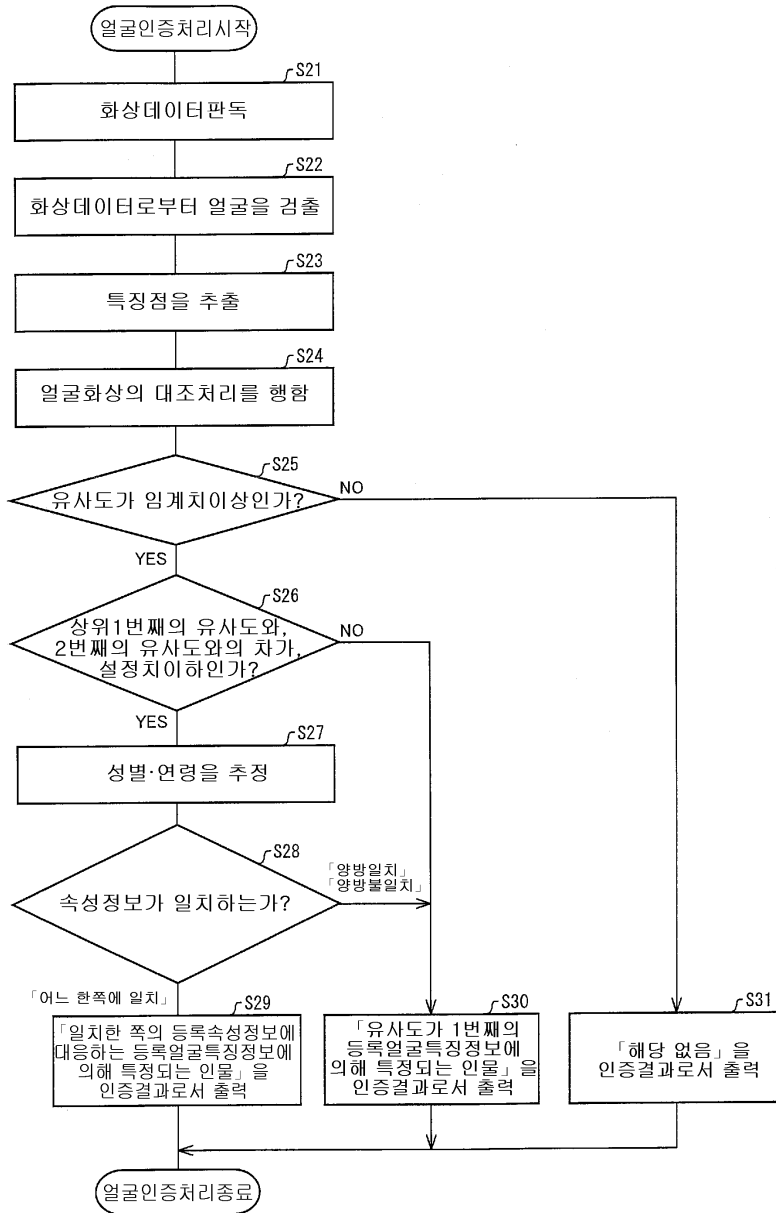 얼굴인증처리시작
S21
화상데이터판독
S22
화상데이터로부터 얼굴을 검출
S23
특징점을 추출
S24
얼굴화상의 대조처리를 행함
S25
유사도가 임계치이상인가?
NO
YES
S26
상위1번째의 유사도와,
2번째의 유사도와의 차가,
설정치이하인가?
NO
YES
S27
성별·연령을 추정
S28
속성정보가 일치하는가?
「양방일치」
「양방불일치」
「어느 한쪽에 일치」
S29
「일치한 쪽의 등록속성정보에
대응하는 등록얼굴특징정보에
의해 특정되는 인물」을
인증결과로서 출력
S30
「유사도가 1번째의
등록얼굴특징정보에
의해 특정되는 인물」을
인증결과로서 출력
S31
「해당 없음」을
인증결과로서 출력
얼굴인증처리종료